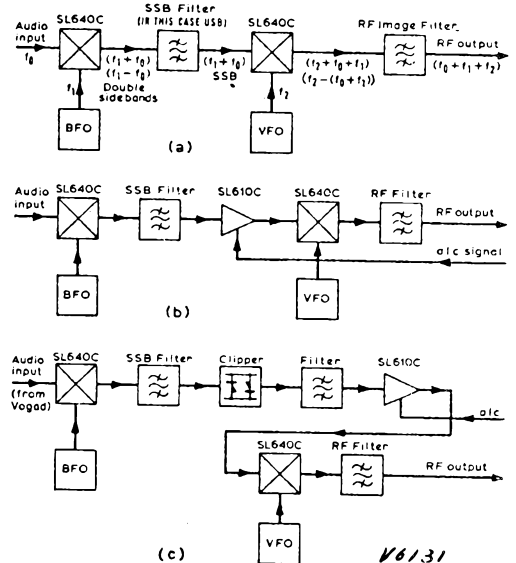 SSB Filter
(IR THIS CASE USB)
Audio input
SL640C
SL640C
RF Image Filter
RF output
f₀
(f₁+f₀)
(f₁-f₀)
Double sidebands
(f₁+f₀)
SSB
(f₂+f₀+f₁)
(f₂-(f₀+f₁))
(f₀+f₁+f₂)
f₁
f₂
BFO
VFO
(a)
Audio input
SL640C
SSB Filter
SL610C
SL640C
RF Filter
RF output
alc signal
BFO
VFO
(b)
Audio input
(from Vogad)
SL640C
SSB Filter
Clipper
Filter
SL610C
alc
SL640C
RF Filter
RF output
BFO
VFO
(c)
V6131